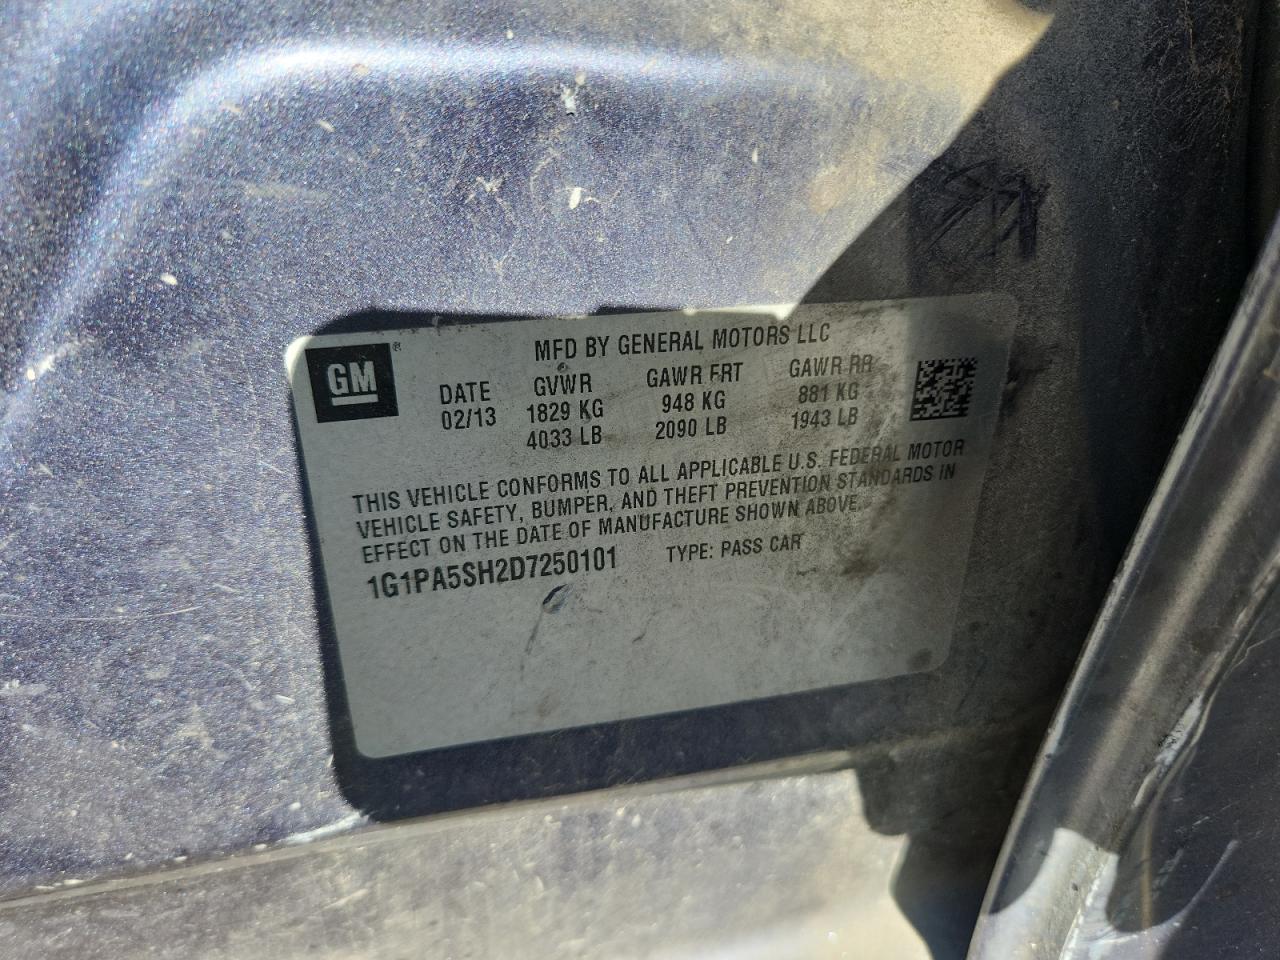 GM®
MFD BY GENERAL MOTORS LLC
DATE GVWR GAWR FRT GAWR RR
02/13 1829 KG 948 KG 881 KG
4033 LB 2090 LB 1943 LB
THIS VEHICLE CONFORMS TO ALL APPLICABLE U.S. FEDERAL MOTOR
VEHICLE SAFETY, BUMPER, AND THEFT PREVENTION STANDARDS IN
EFFECT ON THE DATE OF MANUFACTURE SHOWN ABOVE.
1G1PA5SH2D7250101 TYPE: PASS CAR